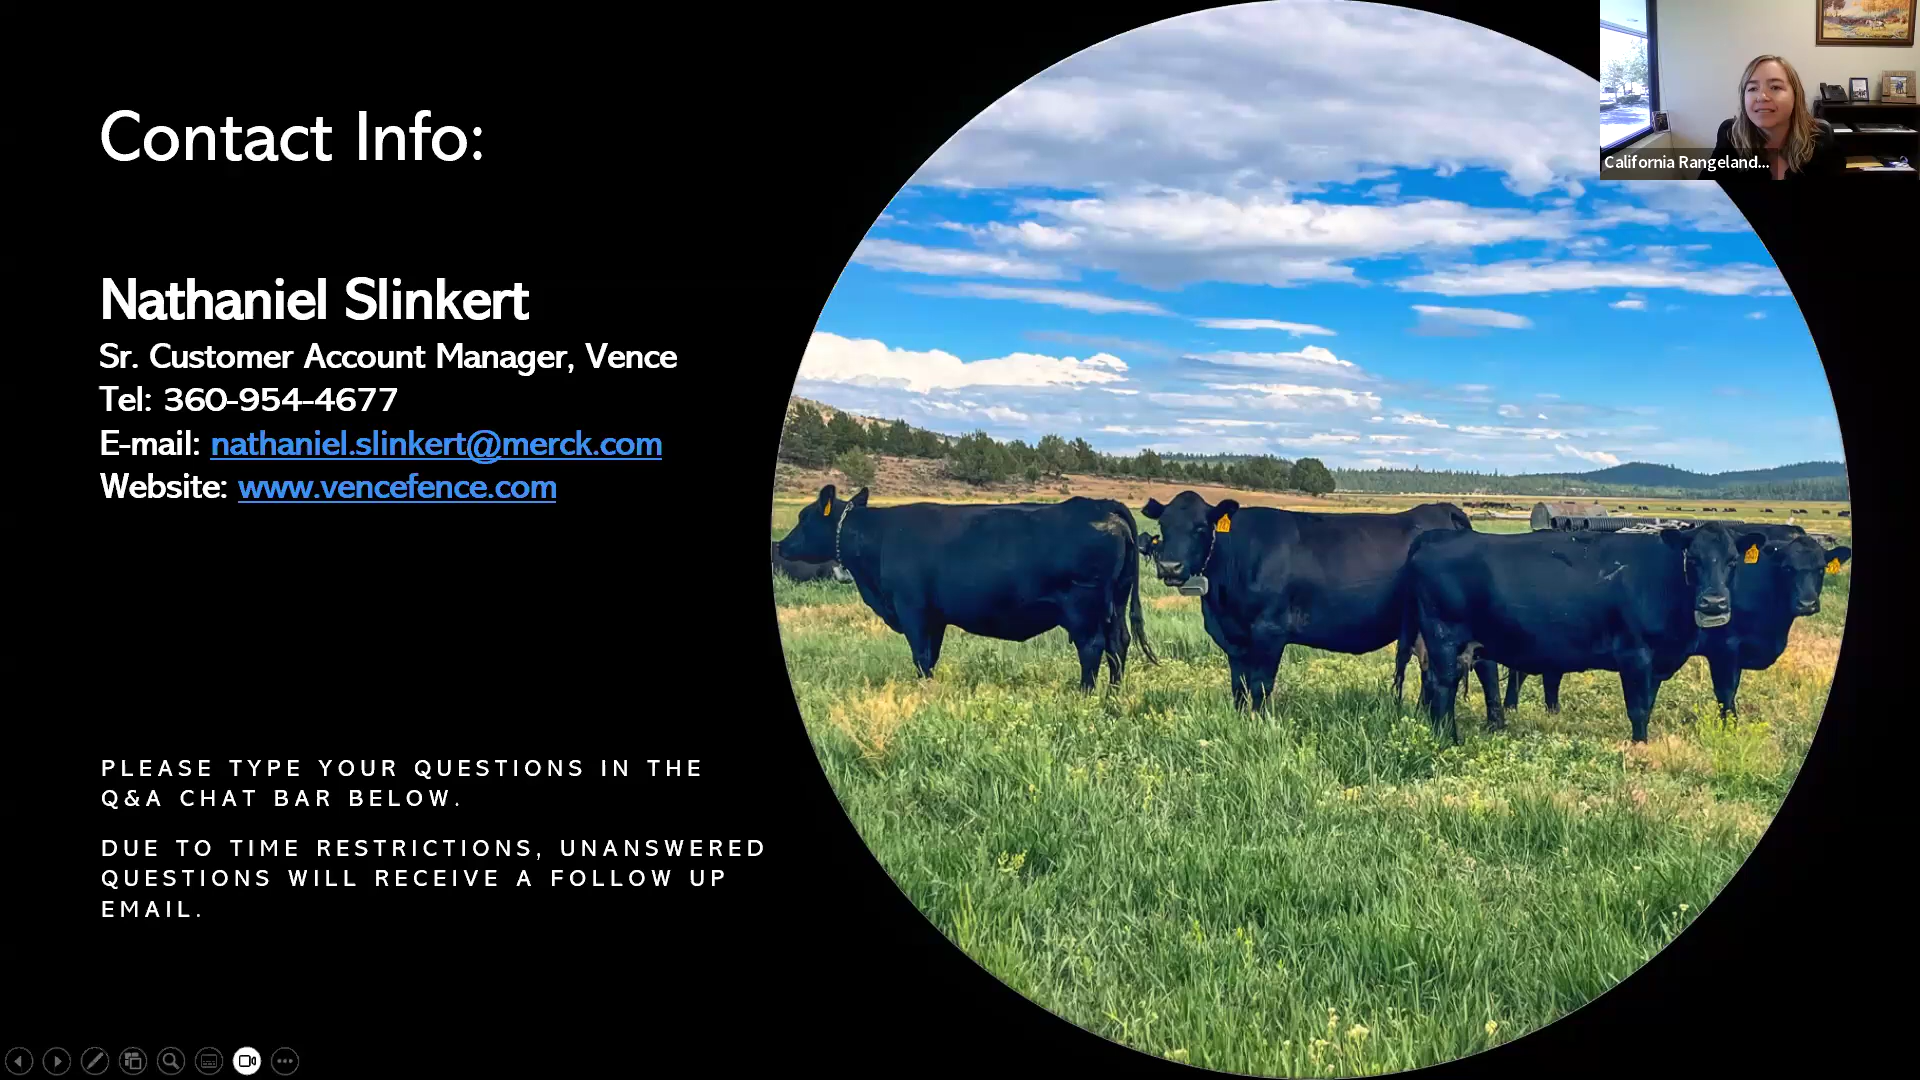 Contact Info:
Nathaniel Slinkert
Sr. Customer Account Manager, Vence
Tel: 360-954-4677
E-mail: nathaniel.slinkert@merck.com
Website: www.vencefence.com
PLEASE TYPE YOUR QUESTIONS IN THE
Q&A CHAT BAR BELOW.
DUE TO TIME RESTRICTIONS, UNANSWERED
QUESTIONS WILL RECEIVE A FOLLOW UP
EMAIL.
California Rangeland...